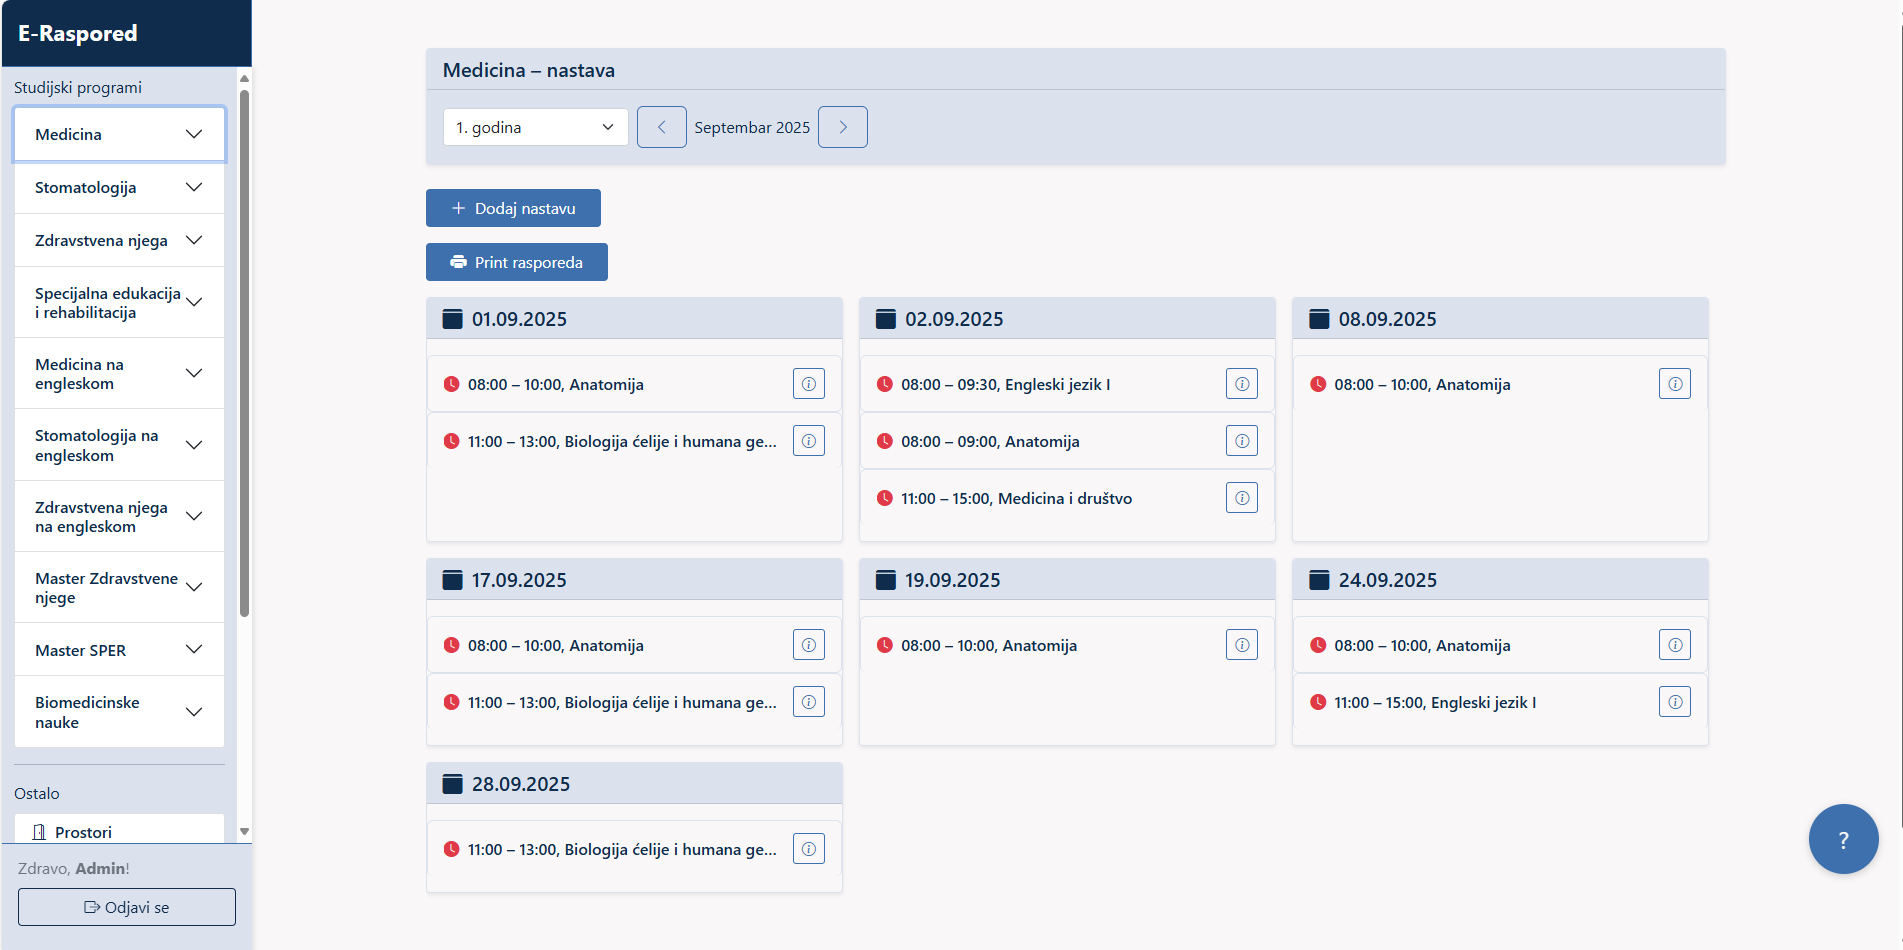 E-Raspored
Studijski programi
Medicina
Stomatologija
Zdravstvena njega
Specijalna edukacija
i rehabilitacija
Medicina na
engleskom
Stomatologija na
engleskom
Zdravstvena njega
na engleskom
Master Zdravstvene
njege
Master SPER
Biomedicinske
nauke
Ostalo
Prostori
Zdravo, Admin!
Odjavi se
Medicina – nastava
1. godina
Septembar 2025
Dodaj nastavu
Print rasporeda
01.09.2025
08:00 – 10:00, Anatomija
11:00 – 13:00, Biologija ćelije i humana ge...
02.09.2025
08:00 – 09:30, Engleski jezik I
08:00 – 09:00, Anatomija
11:00 – 15:00, Medicina i društvo
08.09.2025
08:00 – 10:00, Anatomija
17.09.2025
08:00 – 10:00, Anatomija
11:00 – 13:00, Biologija ćelije i humana ge...
19.09.2025
08:00 – 10:00, Anatomija
24.09.2025
08:00 – 10:00, Anatomija
11:00 – 15:00, Engleski jezik I
28.09.2025
11:00 – 13:00, Biologija ćelije i humana ge...
?